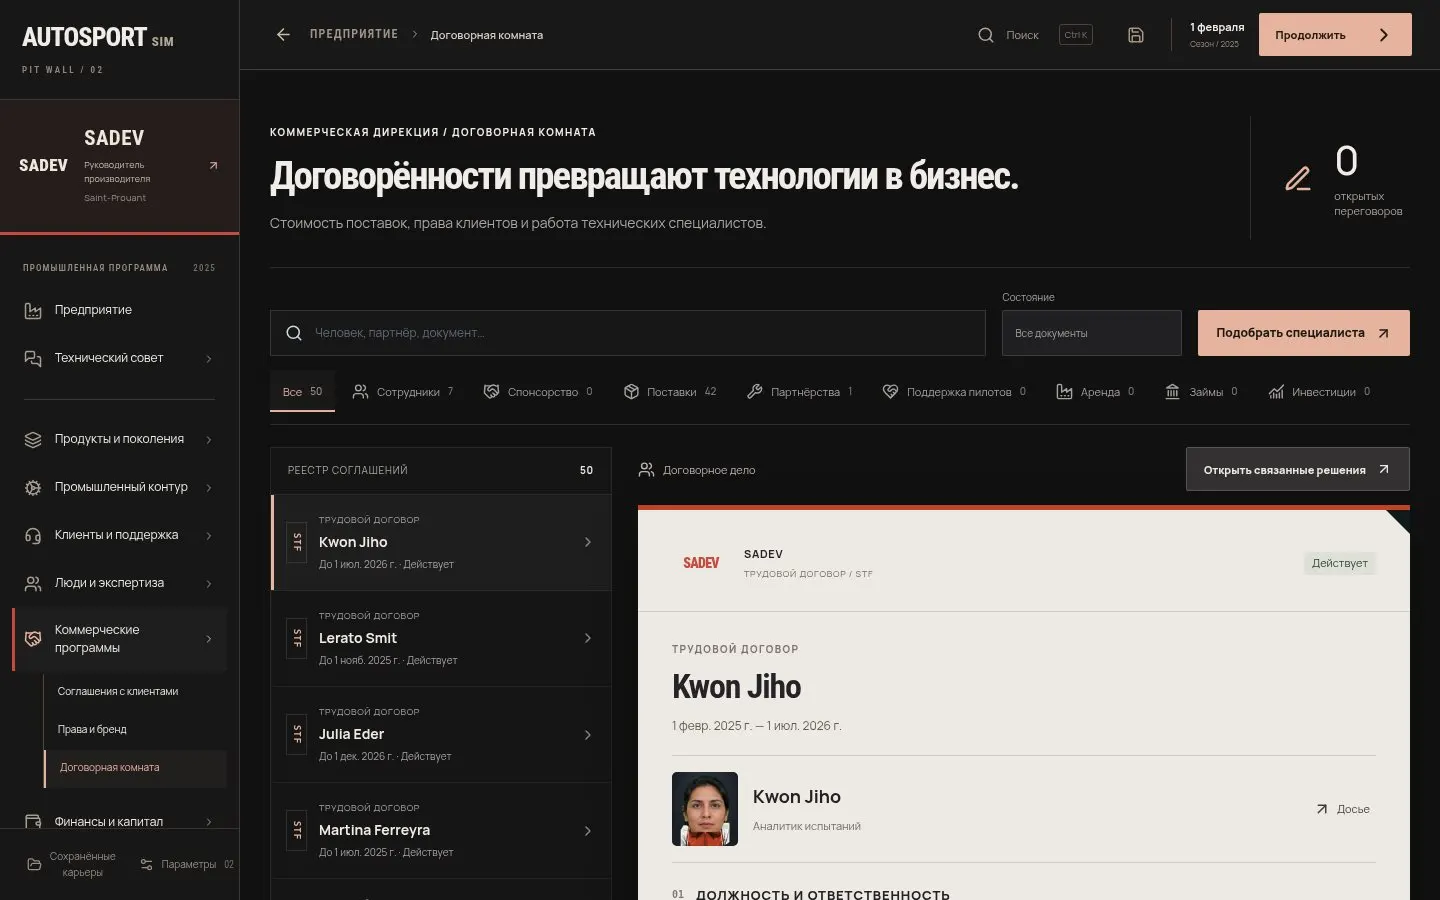 AUTOSPORT SIM
PIT WALL / 02
SADEV
SADEV
Руководитель
производителя
Saint-Prouant
ПРОМЫШЛЕННАЯ ПРОГРАММА 2025
Предприятие
Технический совет
Продукты и поколения
Промышленный контур
Клиенты и поддержка
Люди и экспертиза
Коммерческие
программы
Соглашения с клиентами
Права и бренд
Договорная комната
Финансы и капитал
Сохранённые
карьеры
Параметры 02
ПРЕДПРИЯТИЕ
Договорная комната
Поиск
Ctrl K
1 февраля
Сезон / 2025
Продолжить
КОММЕРЧЕСКАЯ ДИРЕКЦИЯ / ДОГОВОРНАЯ КОМНАТА
Договорённости превращают технологии в бизнес.
Стоимость поставок, права клиентов и работа технических специалистов.
0
открытых
переговоров
Человек, партнёр, документ...
Состояние
Все документы
Подобрать специалиста
Все 50
Сотрудники 7
Спонсорство 0
Поставки 42
Партнёрства 1
Поддержка пилотов 0
Аренда 0
Займы 0
Инвестиции 0
РЕЕСТР СОГЛАШЕНИЙ 50
STF
ТРУДОВОЙ ДОГОВОР
Kwon Jiho
До 1 июл. 2026 г. · Действует
STF
ТРУДОВОЙ ДОГОВОР
Lerato Smit
До 1 нояб. 2025 г. · Действует
STF
ТРУДОВОЙ ДОГОВОР
Julia Eder
До 1 дек. 2026 г. · Действует
STF
ТРУДОВОЙ ДОГОВОР
Martina Ferreyra
До 1 июл. 2026 г. · Действует
Договорное дело
Открыть связанные решения
SADEV
SADEV
ТРУДОВОЙ ДОГОВОР / STF
Действует
ТРУДОВОЙ ДОГОВОР
Kwon Jiho
1 февр. 2025 г. — 1 июл. 2026 г.
Kwon Jiho
Аналитик испытаний
Досье
01 ДОЛЖНОСТЬ И ОТВЕТСТВЕННОСТЬ